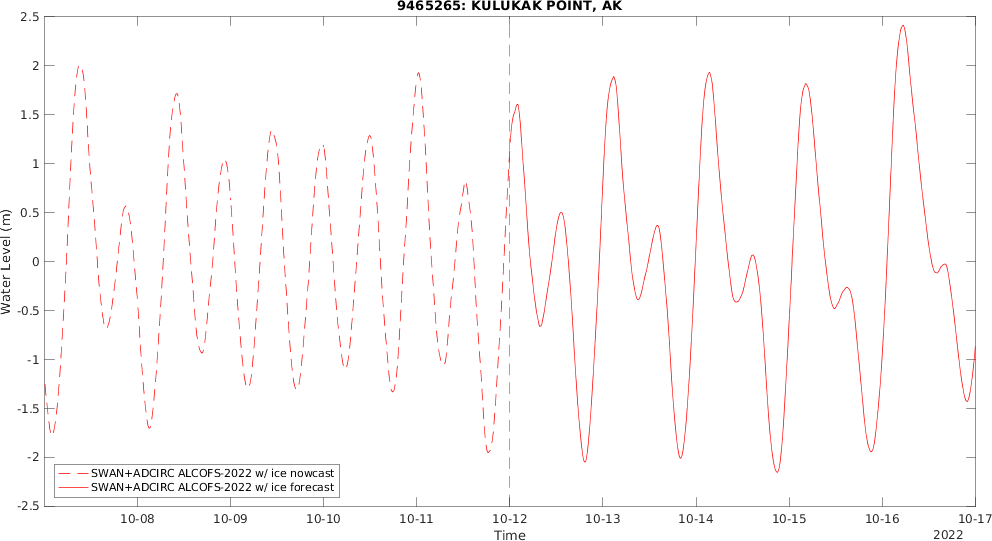 9465265: KULUKAK POINT, AK
2.5
2
1.5
1
0.5
0
-0.5
-1
-1.5
-2
-2.5
Water Level (m)
SWAN+ADCIRC ALCOFS-2022 w/ ice nowcast
SWAN+ADCIRC ALCOFS-2022 w/ ice forecast
10-08 10-09 10-10 10-11 10-12 10-13 10-14 10-15 10-16 10-17
Time
2022